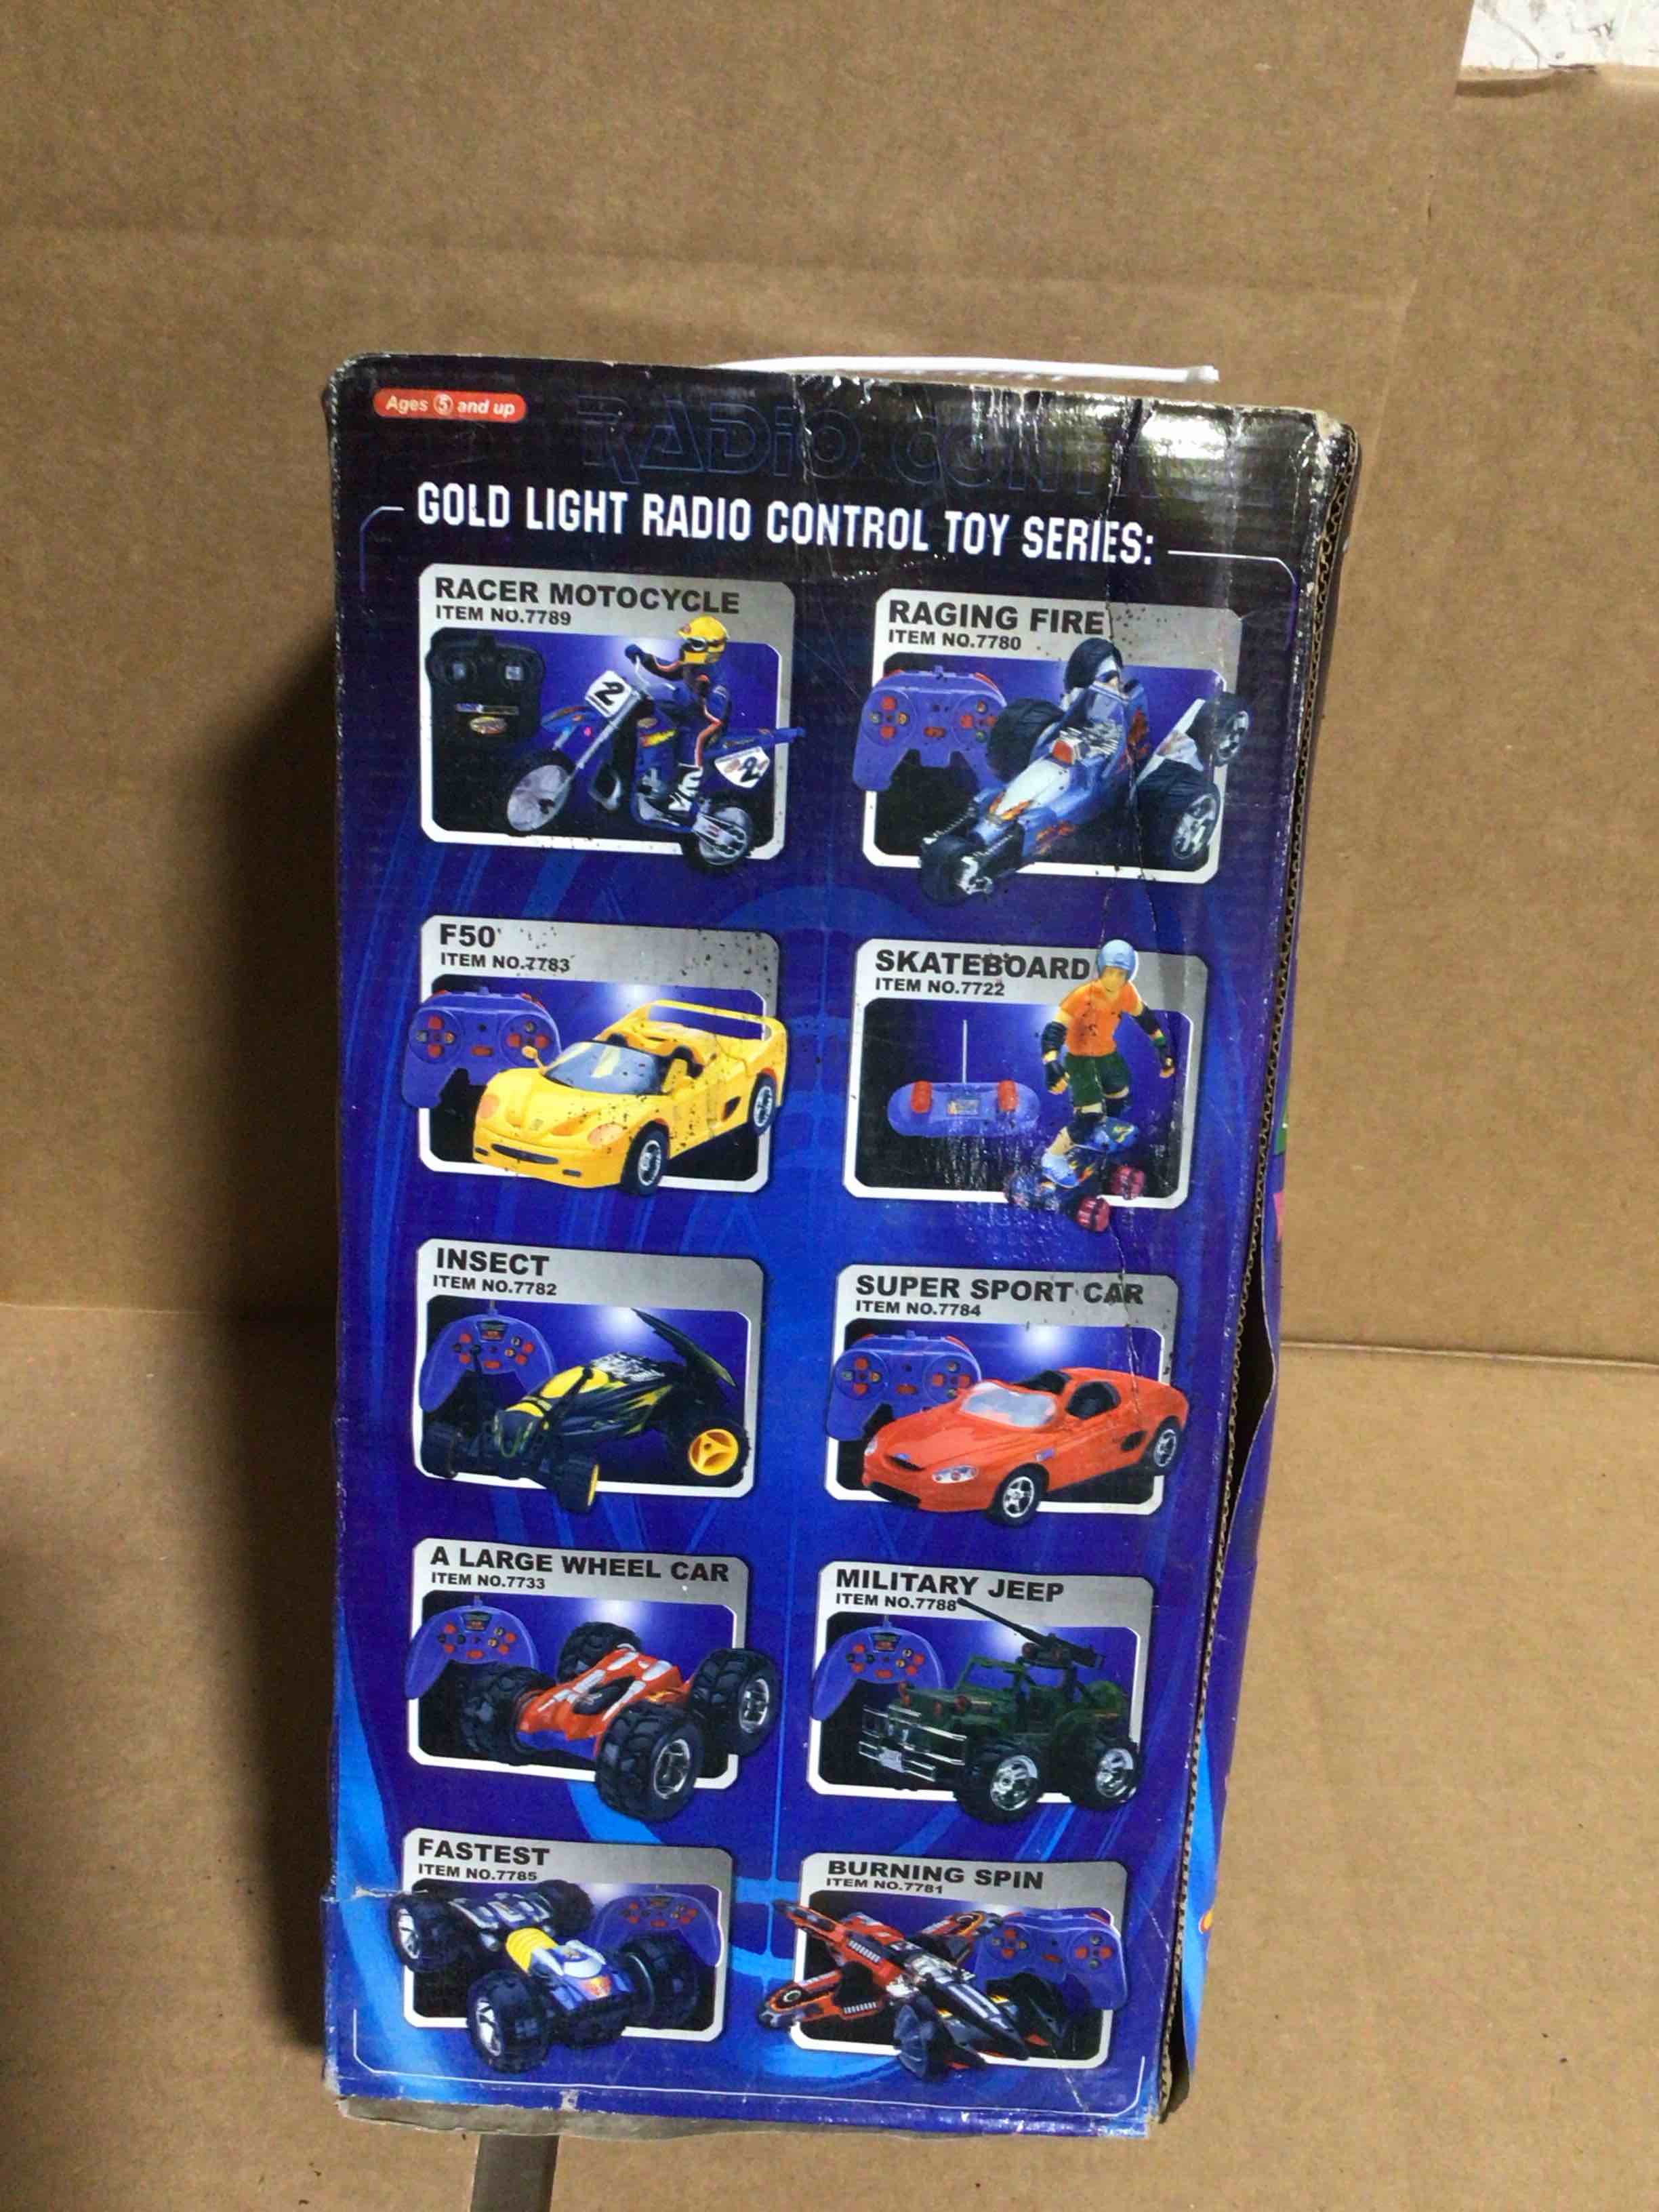 Ages 5 and up
RADiO CONTROL
GOLD LIGHT RADIO CONTROL TOY SERIES:
RACER MOTOCYCLE
ITEM NO.7789
2
2
RAGING FIRE
ITEM NO.7780
F50
ITEM NO.7783
SKATEBOARD
ITEM NO.7722
INSECT
ITEM NO.7782
SUPER SPORT CAR
ITEM NO.7784
A LARGE WHEEL CAR
ITEM NO.7733
MILITARY JEEP
ITEM NO.7788
FASTEST
ITEM NO.7785
BURNING SPIN
ITEM NO.7781